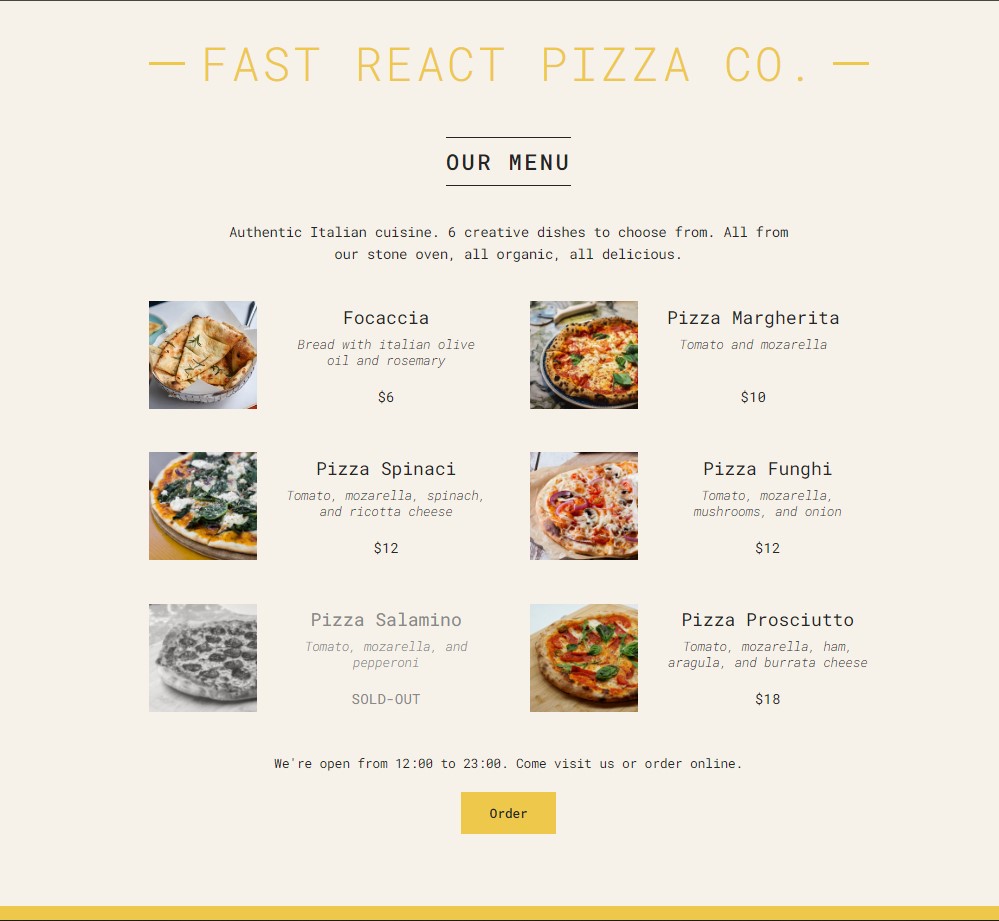 FAST REACT PIZZA CO.
OUR MENU
Authentic Italian cuisine. 6 creative dishes to choose from. All from
our stone oven, all organic, all delicious.
Focaccia
Bread with italian olive
oil and rosemary
$6
Pizza Margherita
Tomato and mozarella
$10
Pizza Spinaci
Tomato, mozarella, spinach,
and ricotta cheese
$12
Pizza Funghi
Tomato, mozarella,
mushrooms, and onion
$12
Pizza Salamino
Tomato, mozarella, and
pepperoni
SOLD-OUT
Pizza Prosciutto
Tomato, mozarella, ham,
aragula, and burrata cheese
$18
We're open from 12:00 to 23:00. Come visit us or order online.
Order